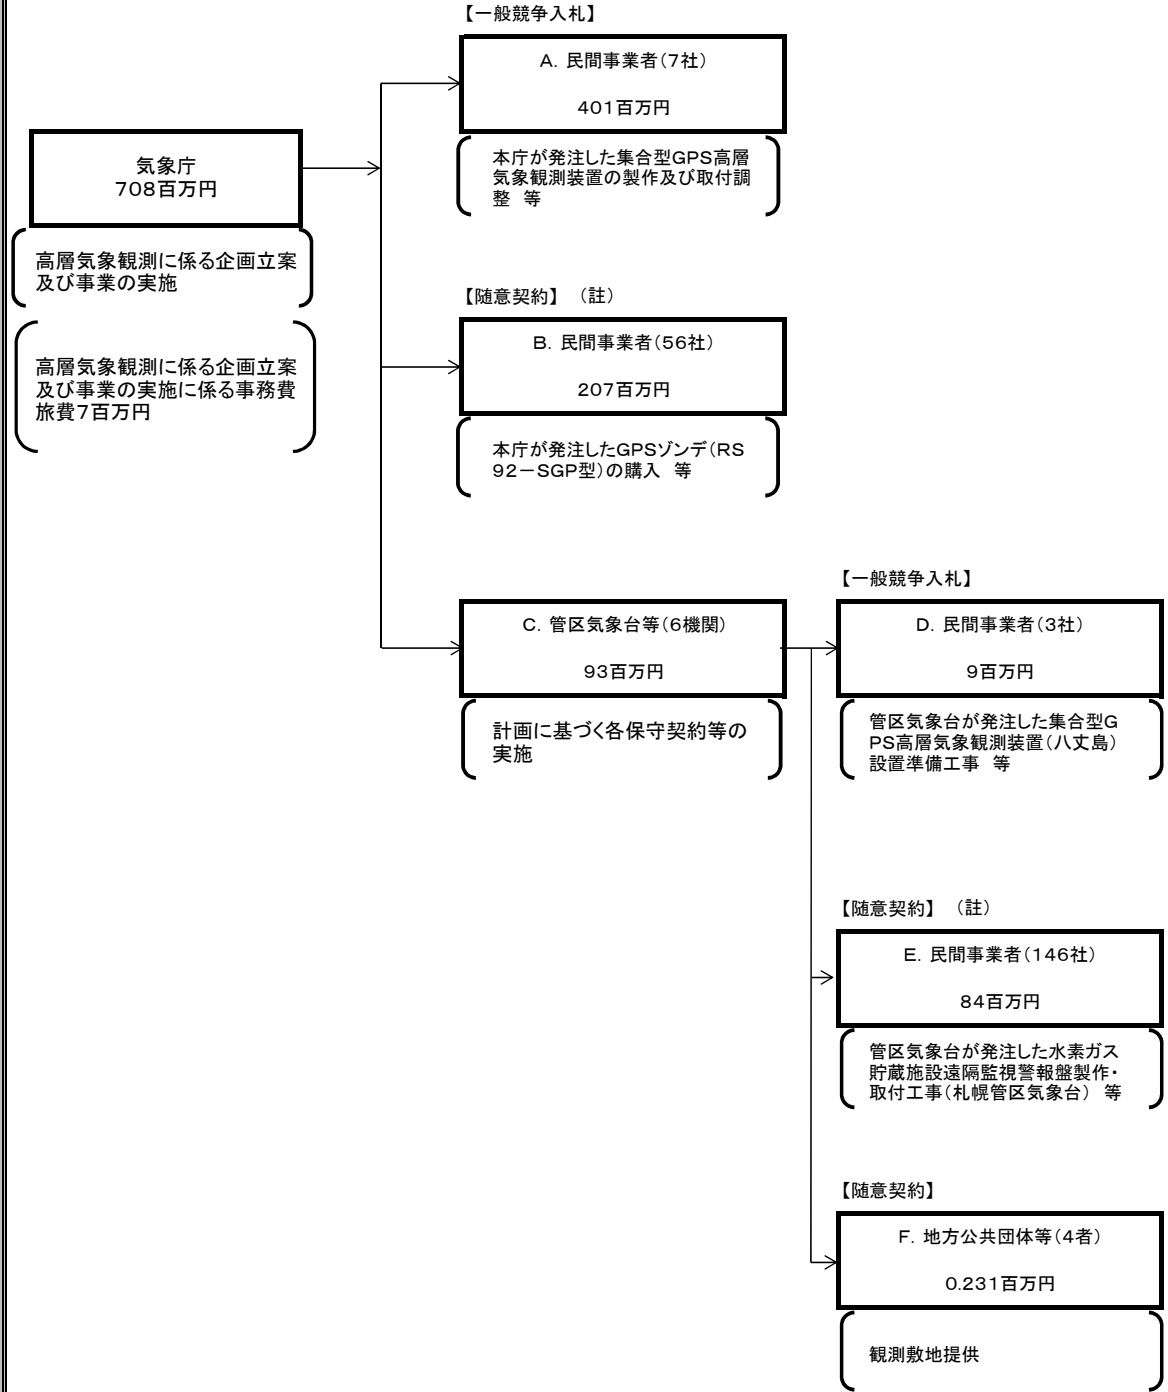 【一般競争入札】
A. 民間事業者(7社)
401百万円
本庁が発注した集合型GPS高層
気象観測装置の製作及び取付調
整 等
気象庁
708百万円
高層気象観測に係る企画立案
及び事業の実施
高層気象観測に係る企画立案
及び事業の実施に係る事務費
旅費7百万円
【随意契約】（註）
B. 民間事業者(56社)
207百万円
本庁が発注したGPSゾンデ(RS
92－SGP型)の購入 等
C. 管区気象台等(6機関)
93百万円
計画に基づく各保守契約等の
実施
【一般競争入札】
D. 民間事業者(3社)
9百万円
管区気象台が発注した集合型G
PS高層気象観測装置(八丈島)
設置準備工事 等
【随意契約】（註）
E. 民間事業者(146社)
84百万円
管区気象台が発注した水素ガス
貯蔵施設遠隔監視警報盤製作・
取付工事(札幌管区気象台) 等
【随意契約】
F. 地方公共団体等(4者)
0.231百万円
観測敷地提供